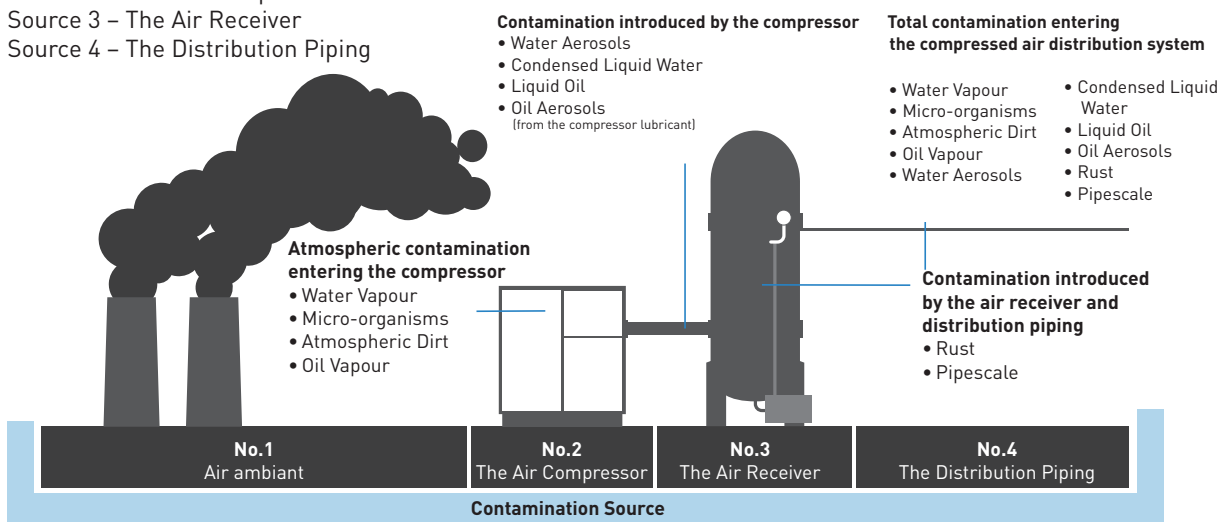 Source 3 – The Air Receiver
Source 4 – The Distribution Piping
Contamination introduced by the compressor
• Water Aerosols
• Condensed Liquid Water
• Liquid Oil
• Oil Aerosols
(from the compressor lubricant)
Total contamination entering
the compressed air distribution system
• Water Vapour
• Micro-organisms
• Atmospheric Dirt
• Oil Vapour
• Water Aerosols
• Condensed Liquid
Water
• Liquid Oil
• Oil Aerosols
• Rust
• Pipescale
Atmospheric contamination
entering the compressor
• Water Vapour
• Micro-organisms
• Atmospheric Dirt
• Oil Vapour
Contamination introduced
by the air receiver and
distribution piping
• Rust
• Pipescale
No.1
Air ambiant
No.2
The Air Compressor
No.3
The Air Receiver
No.4
The Distribution Piping
Contamination Source